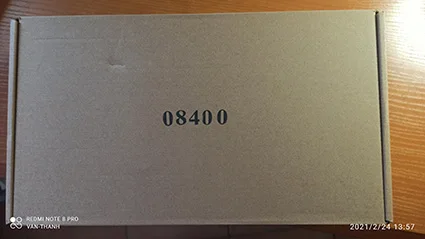 08400
REDMI NOTE 8 PRO
VAN-THANH
2021/2/24 13:57